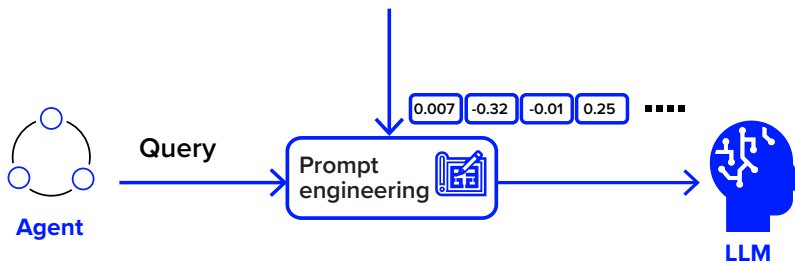 0.007 -0.32 -0.01 0.25
Query
Prompt
engineering
Agent
LLM